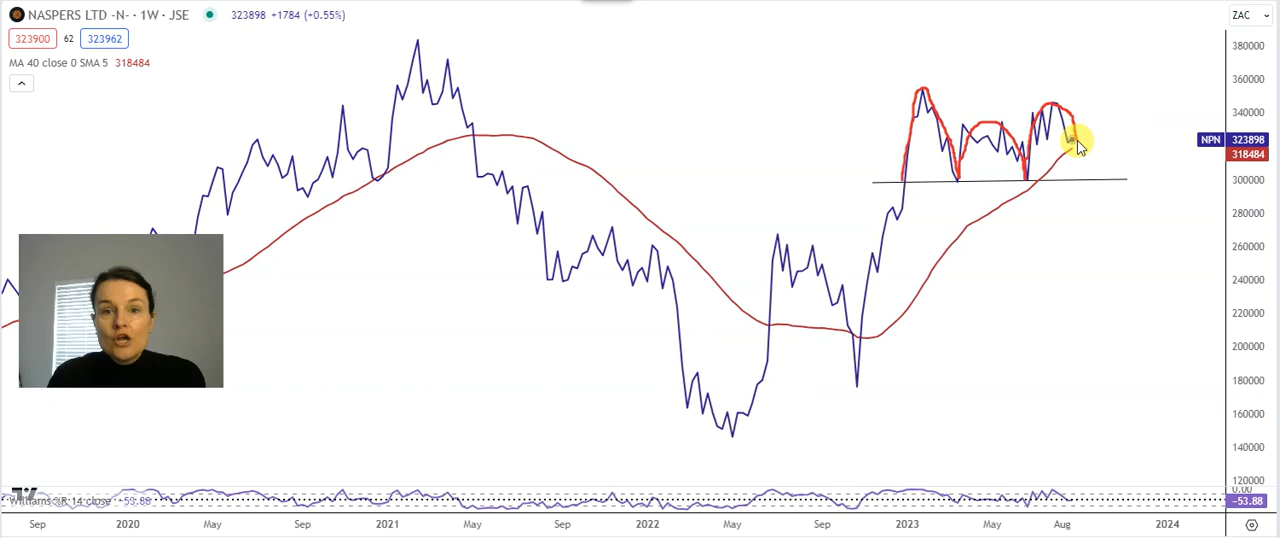 NASPERS LTD -N- · 1W · JSE 323898 +1784 (+0.55%) ZAC
323900 62 323962
MA 40 close 0 SMA 5 318484
380000
360000
340000
NPN 323898
318484
300000
280000
260000
240000
220000
200000
180000
160000
140000
120000
0.00
Williams %R 14 close -53.88 -53.88
Sep 2020 May Sep 2021 May Sep 2022 May Sep 2023 May Aug 2024